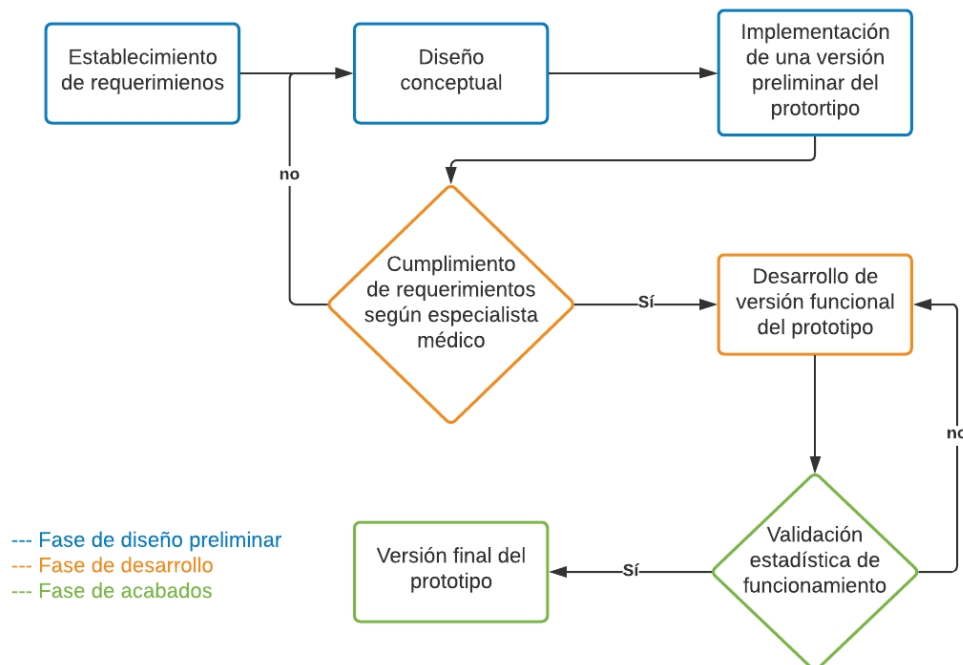 Establecimiento
de requerimienos
Diseño
conceptual
Implementación
de una versión
preliminar del
protortipo
no
Cumplimiento
de requerimientos
según especialista
médico
Sí
Desarrollo de
versión funcional
del prototipo
no
Validación
estadística de
funcionamiento
Sí
Versión final del
prototipo
--- Fase de diseño preliminar
--- Fase de desarrollo
--- Fase de acabados